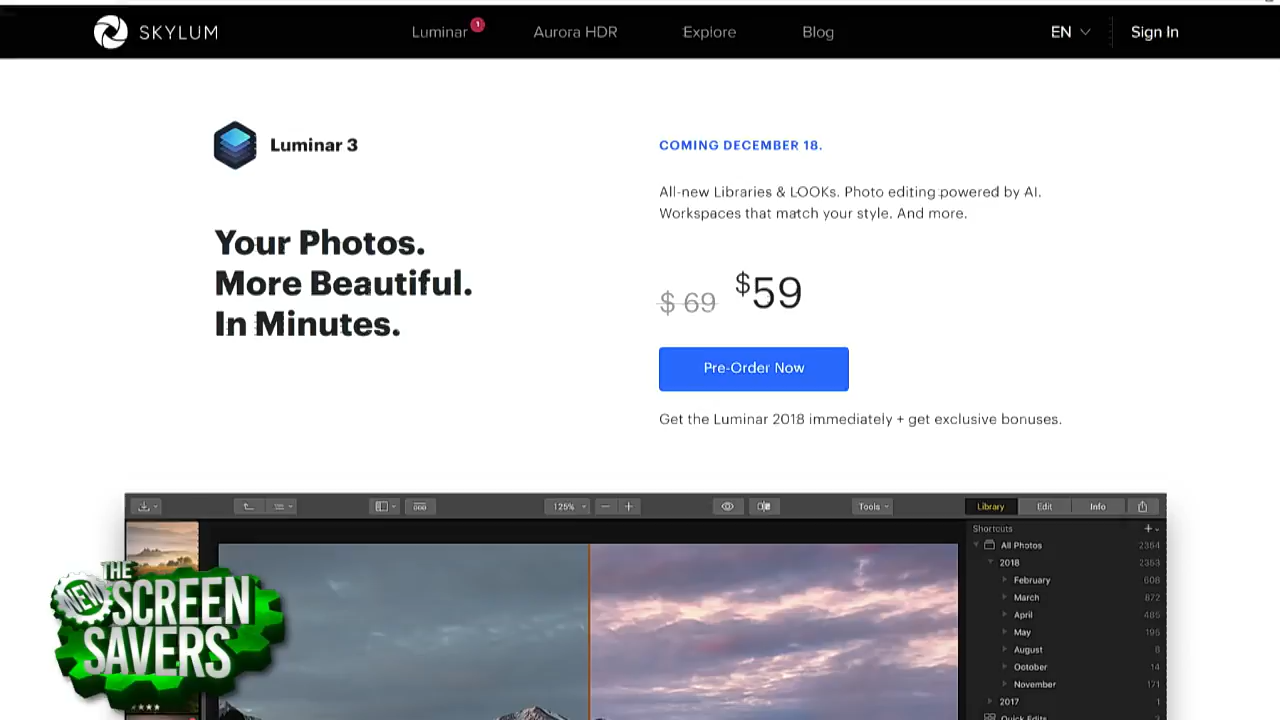 SKYLUM
Luminar 1
Aurora HDR
Explore
Blog
EN
Sign In
Luminar 3
Your Photos.
More Beautiful.
In Minutes.
COMING DECEMBER 18.
All-new Libraries & LOOKs. Photo editing powered by AI.
Workspaces that match your style. And more.
$ 69 $59
Pre-Order Now
Get the Luminar 2018 immediately + get exclusive bonuses.
125%
Tools
Library
Edit
Info
Shortcuts
All Photos 2354
2018 2353
February 608
March 872
April 485
May 195
August 8
October 14
November 171
2017 1
Quick Edits
THE
NEW
SCREEN
SAVERS